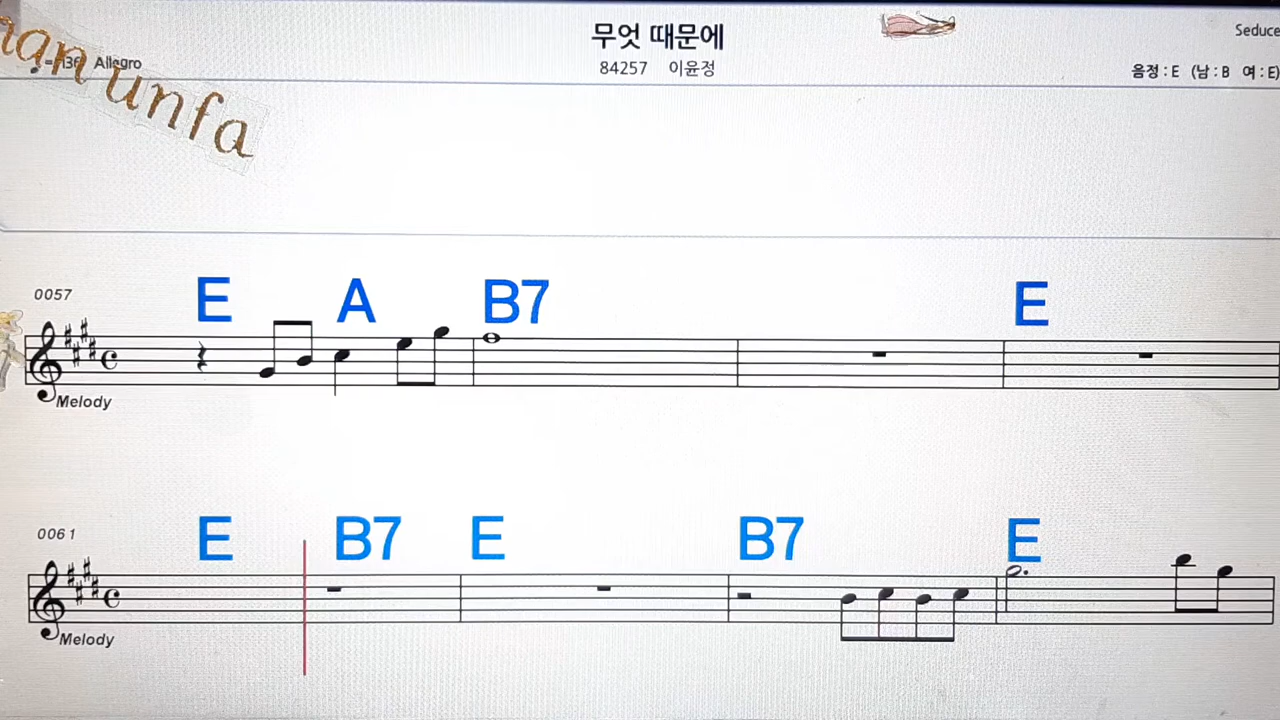 무엇 때문에
Seduce
84257 이윤정
Allegro
음정 : E (남 : B 여 : E)
unfa
0057
E A B7 E
Melody
0061
E B7 E B7 E
Melody